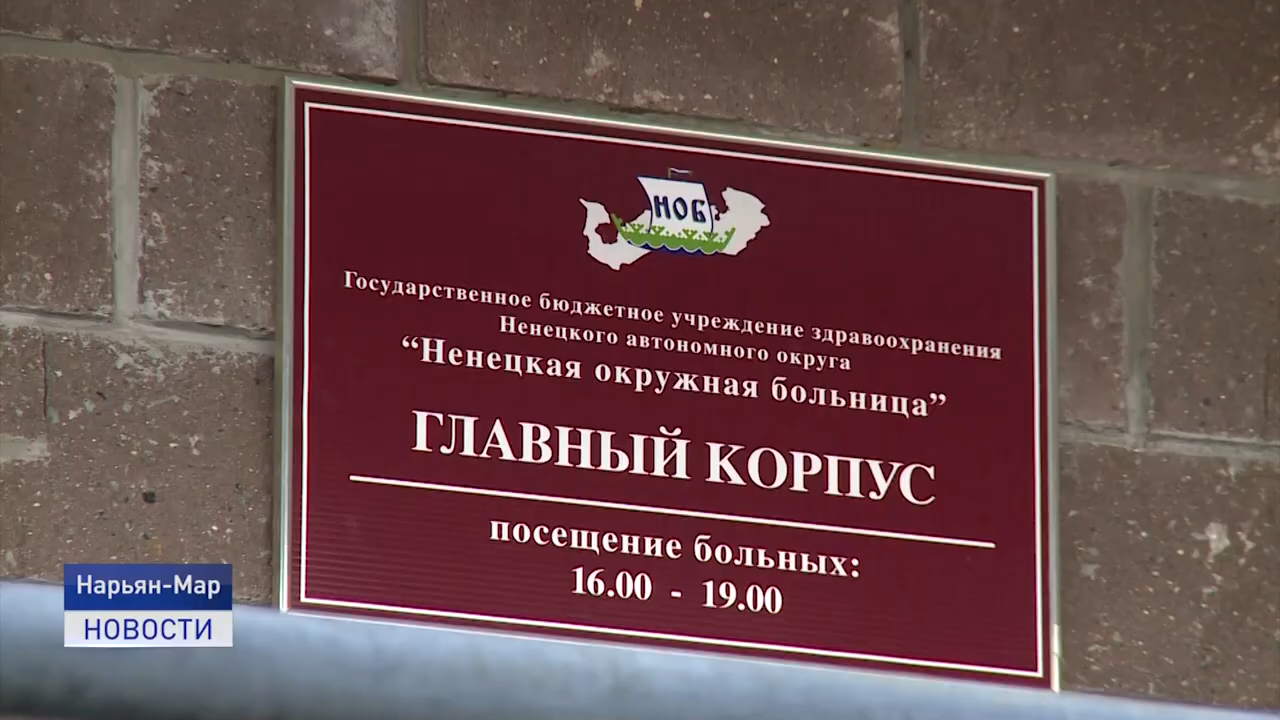 НОБ
Государственное бюджетное учреждение здравоохранения
Ненецкого автономного округа
“Ненецкая окружная больница”
ГЛАВНЫЙ КОРПУС
посещение больных:
16.00 - 19.00
Нарьян-Мар
НОВОСТИ